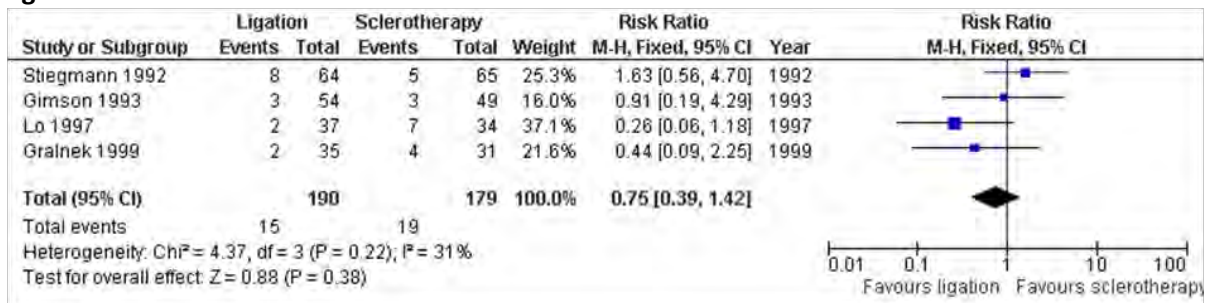 Ligation Sclerotherapy Risk Ratio Risk Ratio
Study or Subgroup Events Total Events Total Weight M-H, Fixed, 95% CI Year M-H, Fixed, 95% CI
Stiegmann 1992 8 64 5 65 25.3% 1.63 [0.56, 4.70] 1992
Gimson 1993 3 54 3 49 16.0% 0.91 [0.19, 4.29] 1993
Lo 1997 2 37 7 34 37.1% 0.26 [0.06, 1.18] 1997
Gralnek 1999 2 35 4 31 21.6% 0.44 [0.09, 2.25] 1999
Total (95% CI) 190 179 100.0% 0.75 [0.39, 1.42]
Total events 15 19
Heterogeneity: Chi² = 4.37, df = 3 (P = 0.22); I² = 31%
Test for overall effect: Z = 0.88 (P = 0.38)
0.01 0.1 1 10 100
Favours ligation Favours sclerotherapy